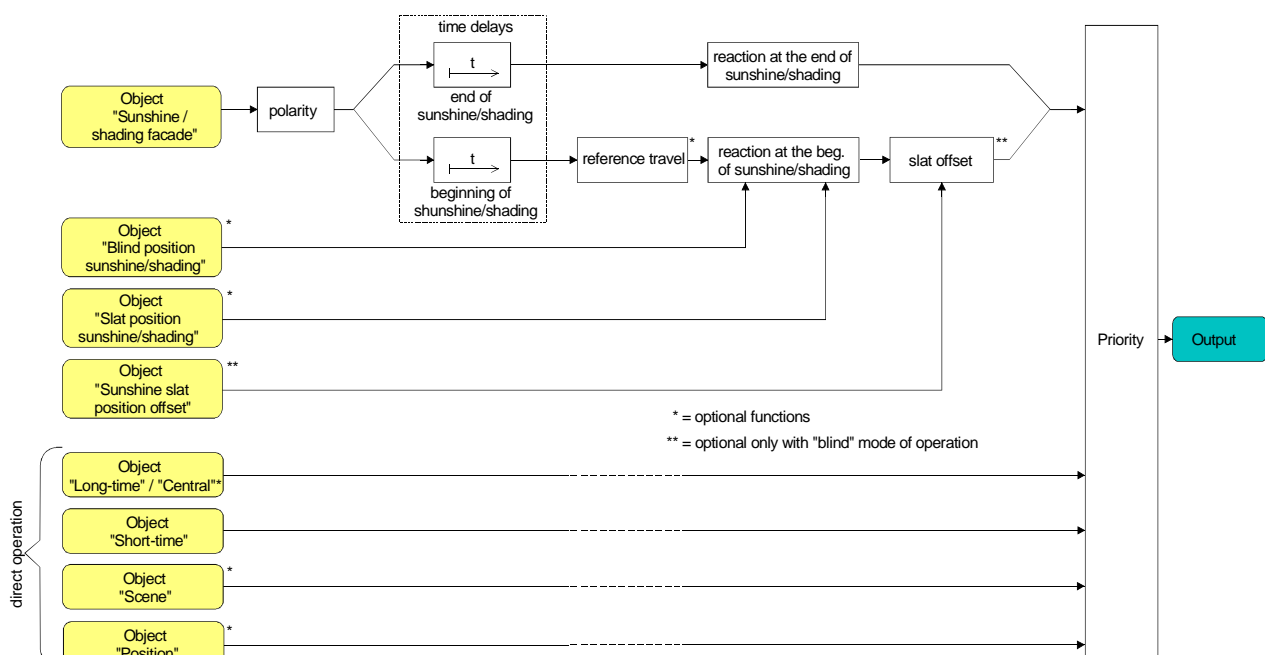 time delays
t
end of
sunshine/shading
reaction at the end of
sunshine/shading
Object
"Sunshine /
shading facade"
polarity
t
beginning of
shunshine/shading
reference travel
*
reaction at the beg.
of sunshine/shading
slat offset
**
Object
"Blind position
sunshine/shading"
*
Object
"Slat position
sunshine/shading"
*
Object
"Sunshine slat
position offset"
**
Priority
Output
* = optional functions
** = optional only with "blind" mode of operation
direct operation
Object
"Long-time" / "Central"*
Object
"Short-time"
Object
"Scene"
*
Object
"Position"
*